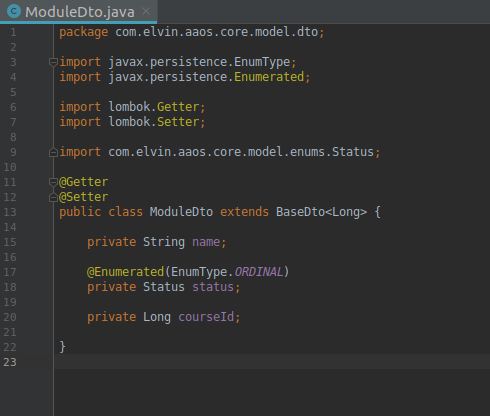 ModuleDto.java
1 package com.elvin.aaos.core.model.dto;
2
3 import javax.persistence.EnumType;
4 import javax.persistence.Enumerated;
5
6 import lombok.Getter;
7 import lombok.Setter;
8
9 import com.elvin.aaos.core.model.enums.Status;
10
11 @Getter
12 @Setter
13 public class ModuleDto extends BaseDto<Long> {
14
15     private String name;
16
17     @Enumerated(EnumType.ORDINAL)
18     private Status status;
19
20     private Long courseId;
21
22 }
23